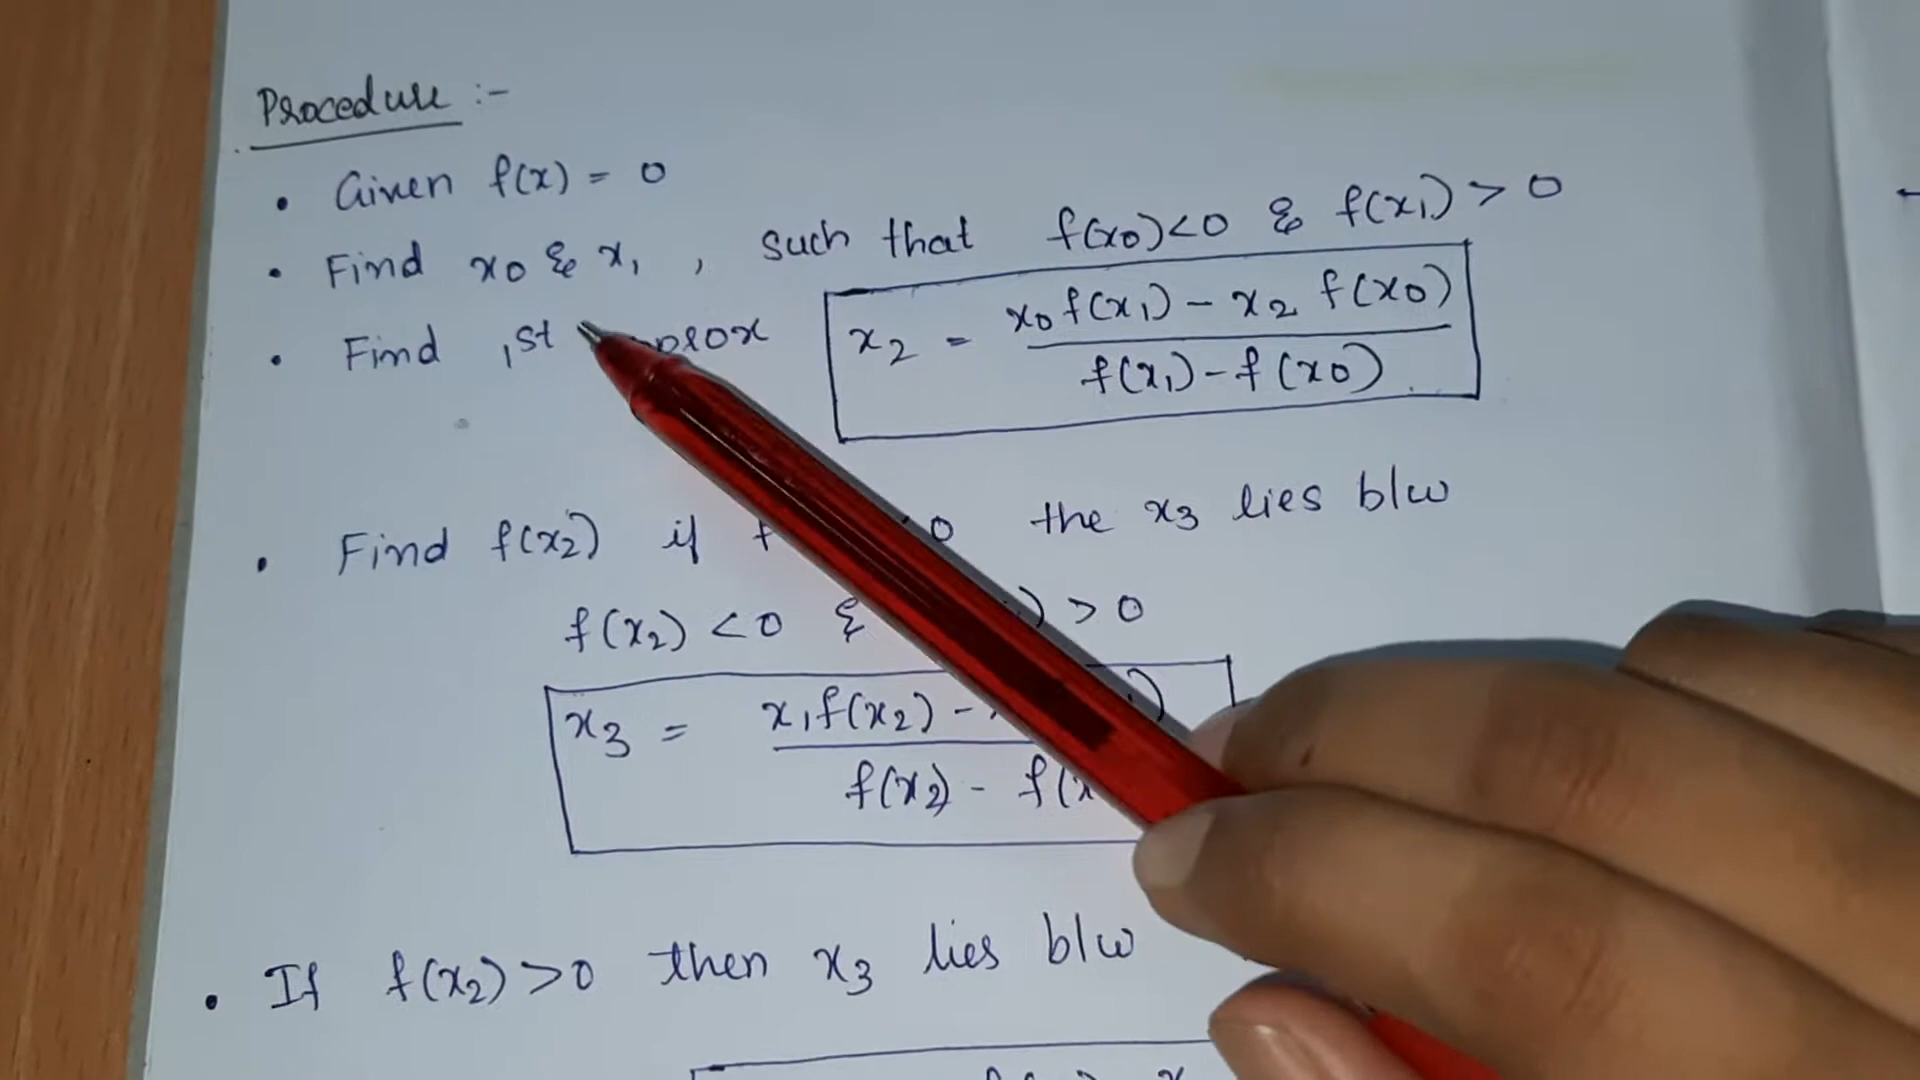 Procedure :-
• Given f(x) = 0
• Find x0 & x1 , such that f(x0)<0 & f(x1) > 0
• Find 1st x2 = x0 f(x1) - x2 f(x0) / f(x1) - f(x0)
• Find f(x2) if 0 the x3 lies b/w
f(x2) < 0 & ) > 0
x3 = x1 f(x2) - ) / f(x2) - f(x
• If f(x2) > 0 then x3 lies b/w